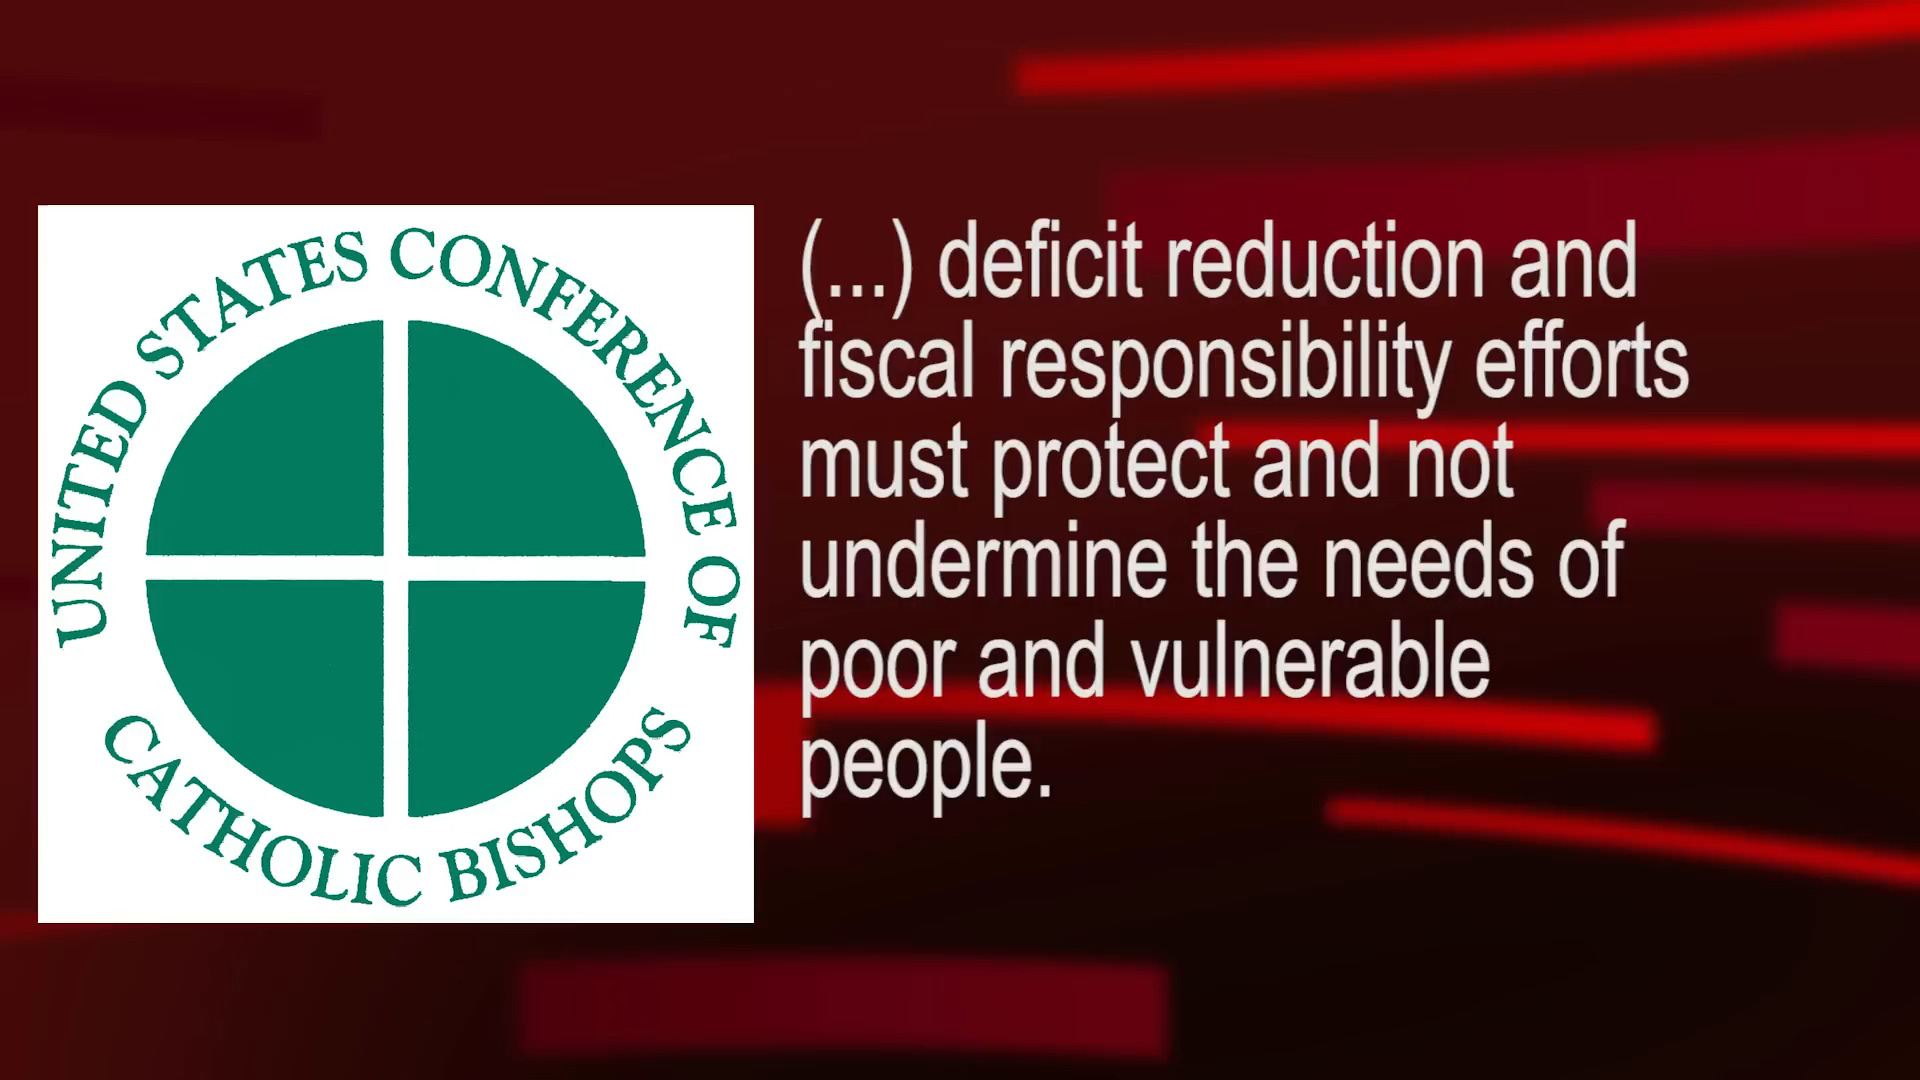 UNITED STATES CONFERENCE OF
CATHOLIC BISHOPS
(...) deficit reduction and
fiscal responsibility efforts
must protect and not
undermine the needs of
poor and vulnerable
people.